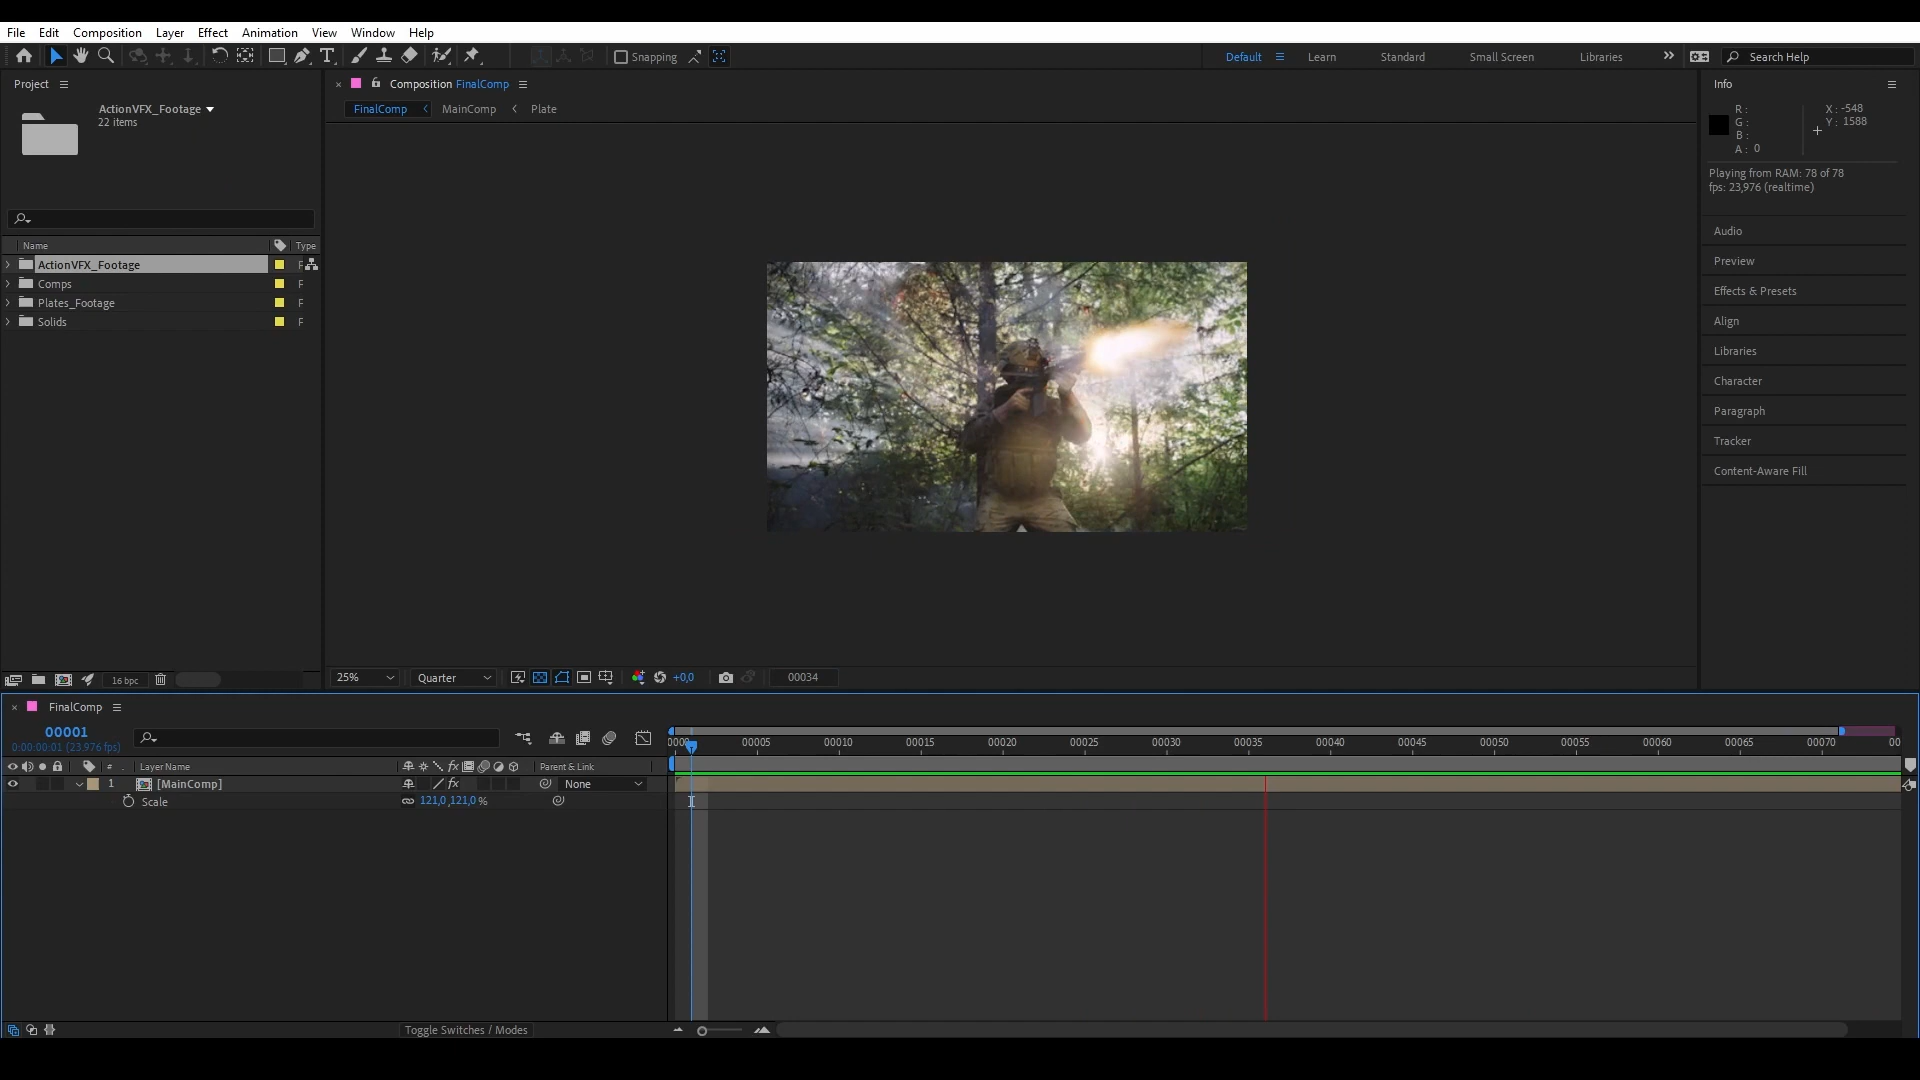 File Edit Composition Layer Effect Animation View Window Help
Snapping
Default Learn Standard Small Screen Libraries
Search Help
Project
ActionVFX_Footage
22 items
Name Type
ActionVFX_Footage F
Comps F
Plates_Footage F
Solids F
16 bpc
Composition FinalComp
FinalComp MainComp Plate
25% Quarter +0,0 00034
Info
R :
G :
B :
A : 0
X : -548
Y : 1588
Playing from RAM: 78 of 78
fps: 23,976 (realtime)
Audio
Preview
Effects & Presets
Align
Libraries
Character
Paragraph
Tracker
Content-Aware Fill
FinalComp
00001
0:00:00:01 (23.976 fps)
# Layer Name Parent & Link
1 [MainComp] None
Scale 121,0,121,0 %
00005 00010 00015 00020 00025 00030 00035 00040 00045 00050 00055 00060 00065 00070 00
Toggle Switches / Modes